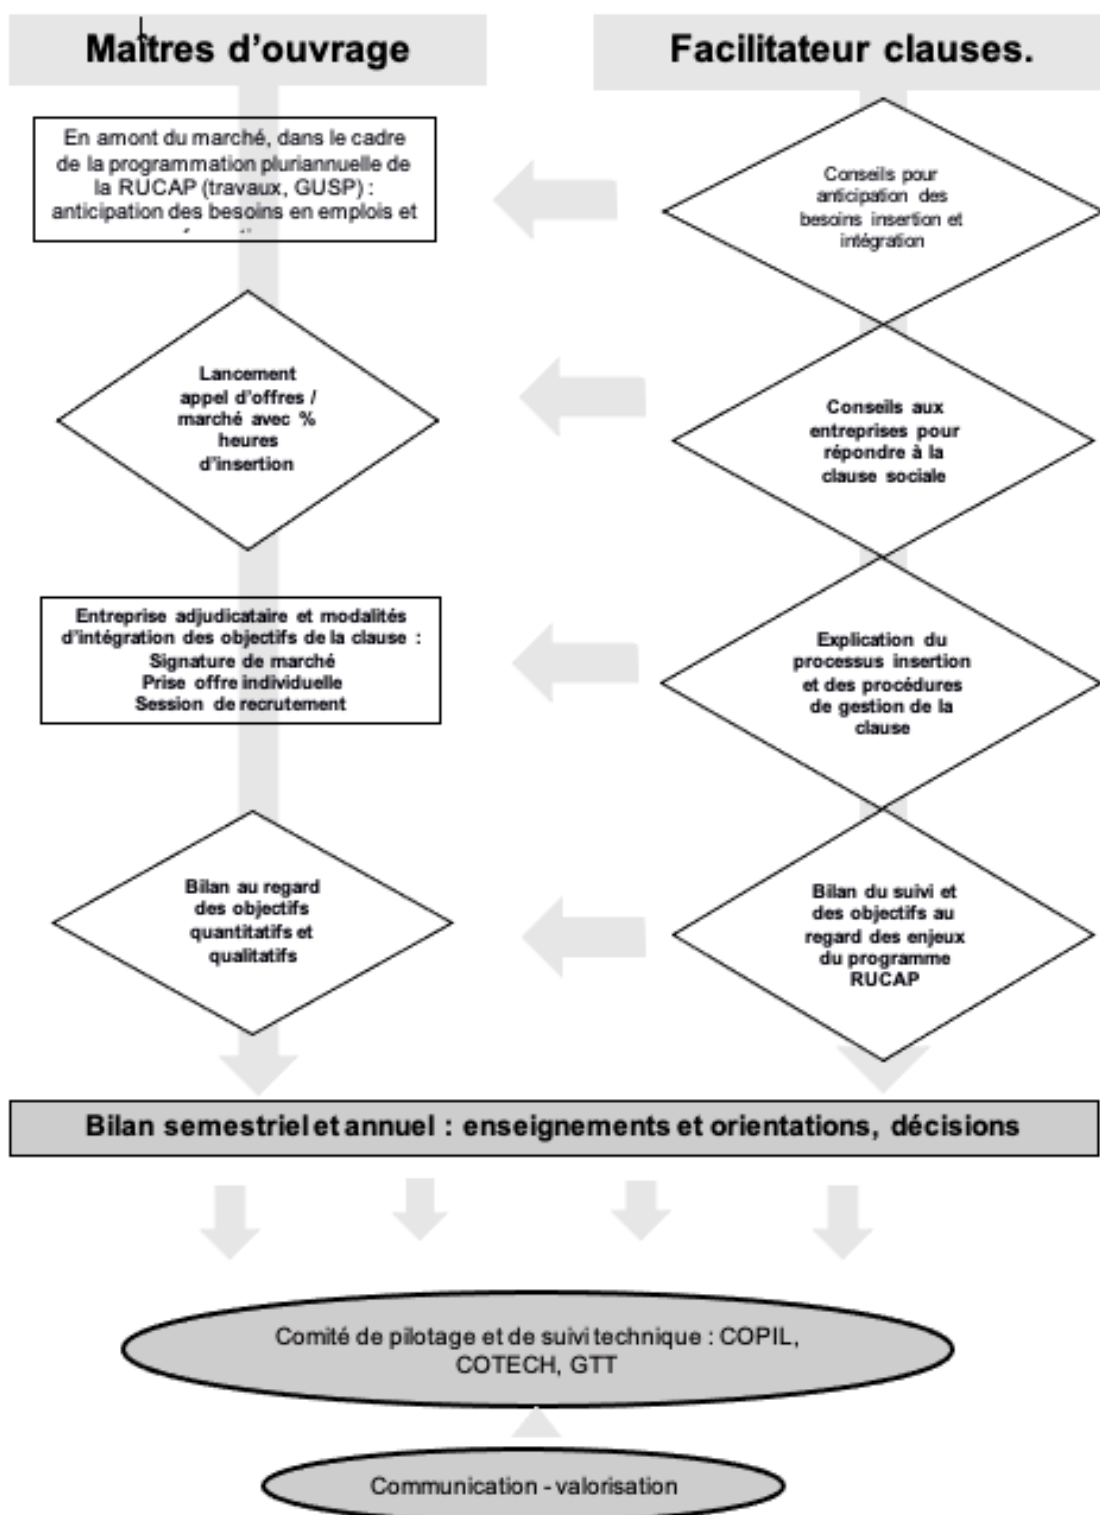 Maîtres d’ouvrage
En amont du marché, dans le cadre
de la programmation pluriannuelle de
la RUCAP (travaux, GUSP) :
anticipation des besoins en emplois et
Lancement
appel d’offres /
marché avec %
heures
d’insertion
Entreprise adjudicataire et modalités
d’intégration des objectifs de la clause :
Signature de marché
Prise offre individuelle
Session de recrutement
Bilan au regard
des objectifs
quantitatifs et
qualitatifs
Facilitateur clauses.
Conseils pour
anticipation des
besoins insertion et
intégration
Conseils aux
entreprises pour
répondre à la
clause sociale
Explication du
processus insertion
et des procédures
de gestion de la
clause
Bilan du suivi et
des objectifs au
regard des enjeux
du programme
RUCAP
Bilan semestriel et annuel : enseignements et orientations, décisions
Comité de pilotage et de suivi technique : COPIL,
COTECH, GTT
Communication - valorisation